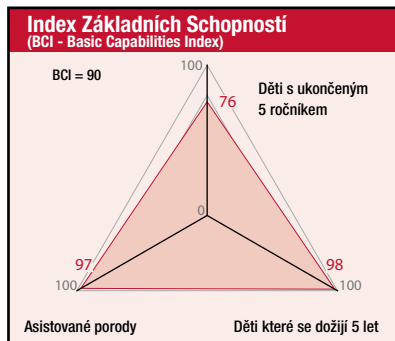 Index Základních Schopností
(BCI - Basic Capabilities Index)
BCI = 90
100
Děti s ukončeným
5 ročníkem
76
0
97
98
100
100
Asistované porody
Děti které se dožijí 5 let